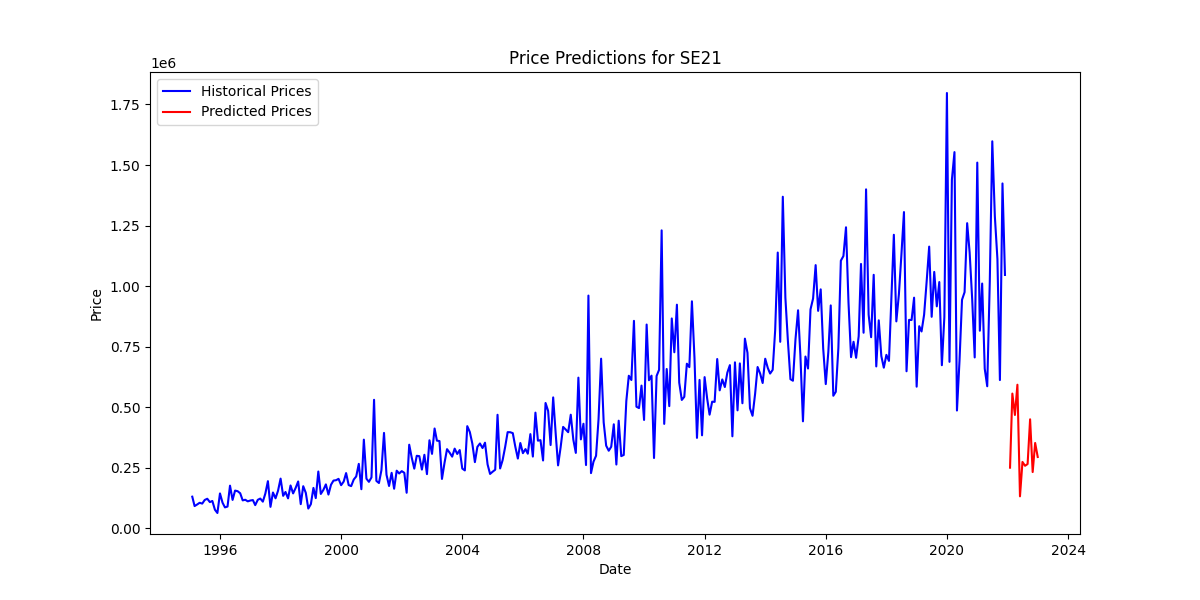 Price Predictions for SE21
1e6
Historical Prices
Predicted Prices
1.75
1.50
1.25
1.00
0.75
0.50
0.25
0.00
Price
1996 2000 2004 2008 2012 2016 2020 2024
Date